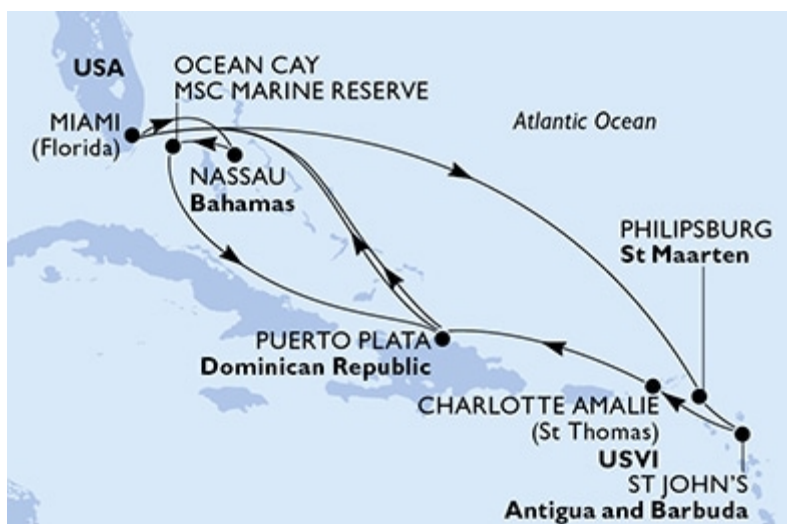 USA
OCEAN CAY
MSC MARINE RESERVE
MIAMI
(Florida)
Atlantic Ocean
NASSAU
Bahamas
PHILIPSBURG
St Maarten
PUERTO PLATA
Dominican Republic
CHARLOTTE AMALIE
(St Thomas)
USVI
ST JOHN'S
Antigua and Barbuda